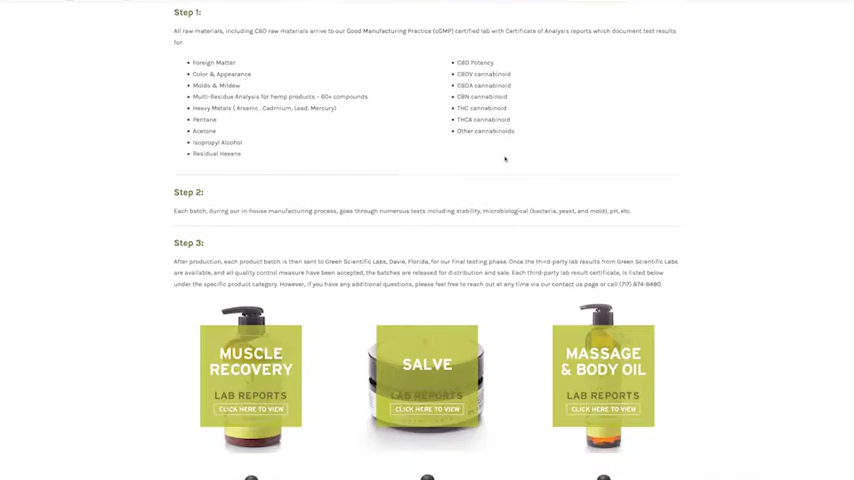 Step 1:
All raw materials, including CBD raw materials arrive to our Good Manufacturing Practice (cGMP) certified lab with Certificate of Analysis reports which document test results
for:
Foreign Matter
Color & Appearance
Molds & Mildew
Multi-Residue Analysis for hemp products – 60+ compounds
Heavy Metals ( Arsenic , Cadmium, Lead, Mercury)
Pentane
Acetone
Isopropyl Alcohol
Residual Hexane
CBD Potency
CBDV cannabinoid
CBDA cannabinoid
CBN cannabinoid
THC cannabinoid
THCA cannabinoid
Other cannabinoids
Step 2:
Each batch, during our in-house manufacturing process, goes through numerous tests including stability, microbiological (bacteria, yeast, and mold), pH, etc.
Step 3:
After production, each product batch is then sent to Green Scientific Labs, Davie, Florida, for our final testing phase. Once the third-party lab results from Green Scientific Labs
are available, and all quality control measure have been accepted, the batches are released for distribution and sale. Each third-party lab result certificate, is listed below
under the specific product category. However, if you have any additional questions, please feel free to reach out at any time via our contact us page or call (717) 874-8480.
MUSCLE
RECOVERY
LAB REPORTS
CLICK HERE TO VIEW
SALVE
LAB REPORTS
CLICK HERE TO VIEW
MASSAGE
& BODY OIL
LAB REPORTS
CLICK HERE TO VIEW